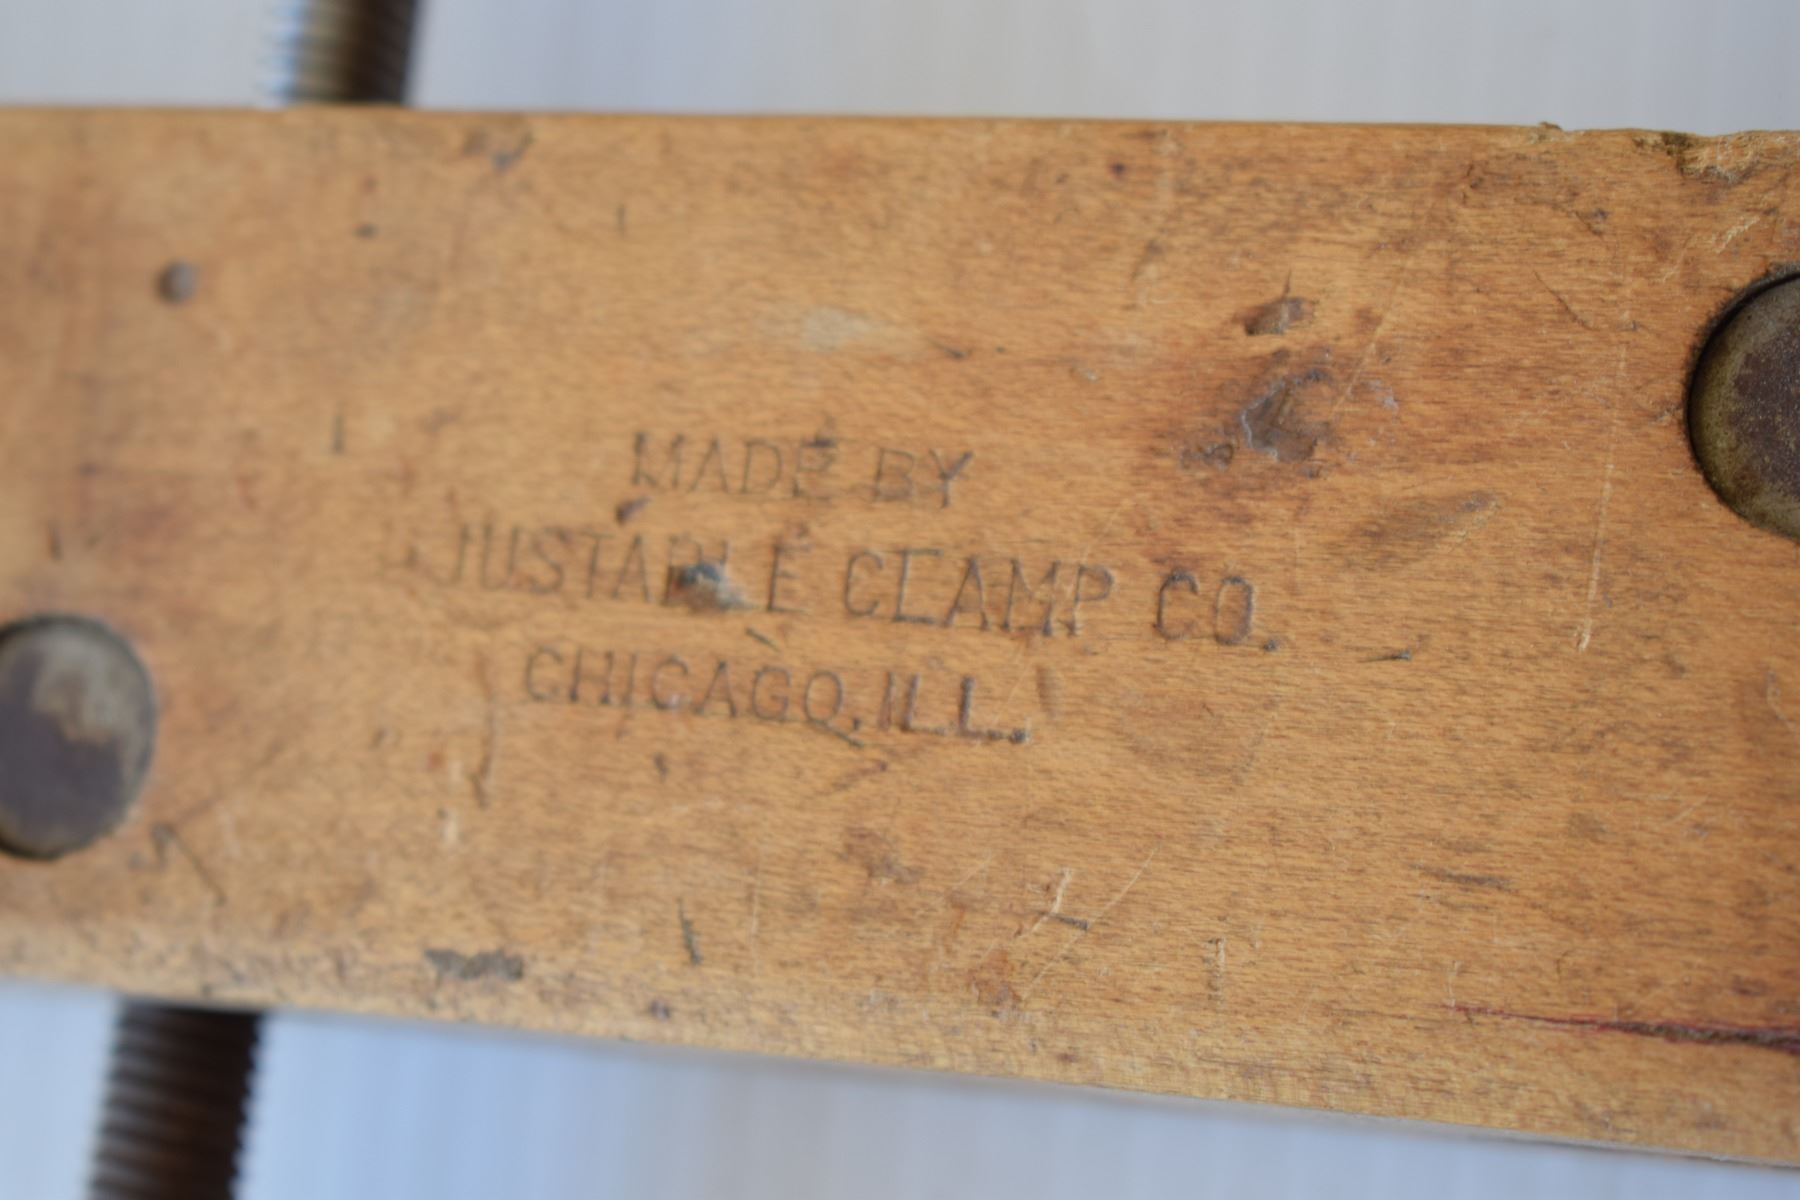 MADE BY
JUSTABLE CLAMP CO.
CHICAGO, ILL.